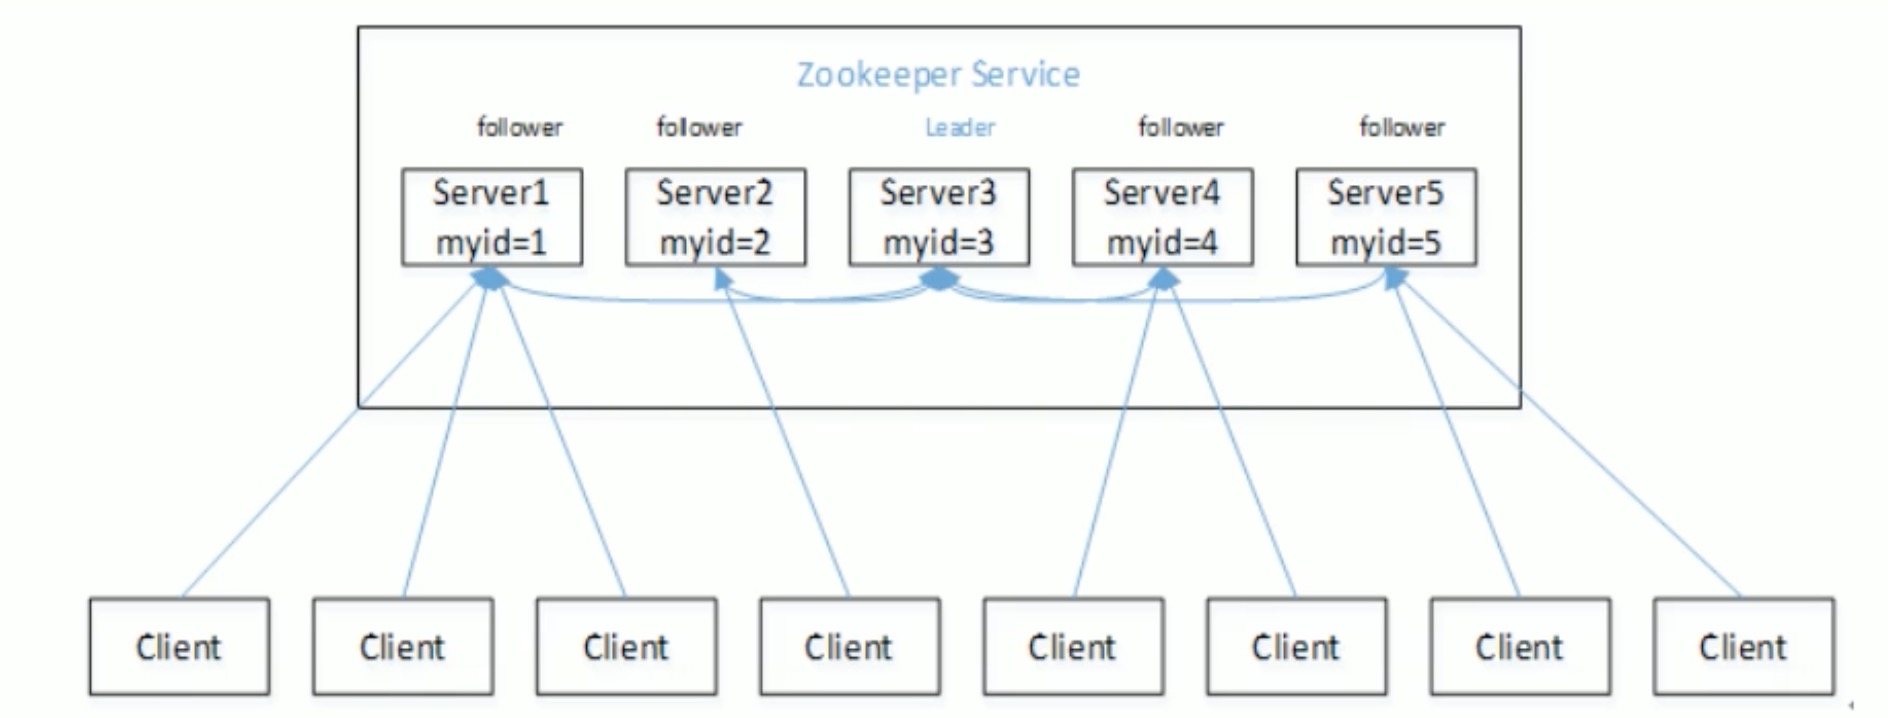 Zookeeper Service
follower follower Leader follower follower
Server1 Server2 Server3 Server4 Server5
myid=1 myid=2 myid=3 myid=4 myid=5
Client Client Client Client Client Client Client Client